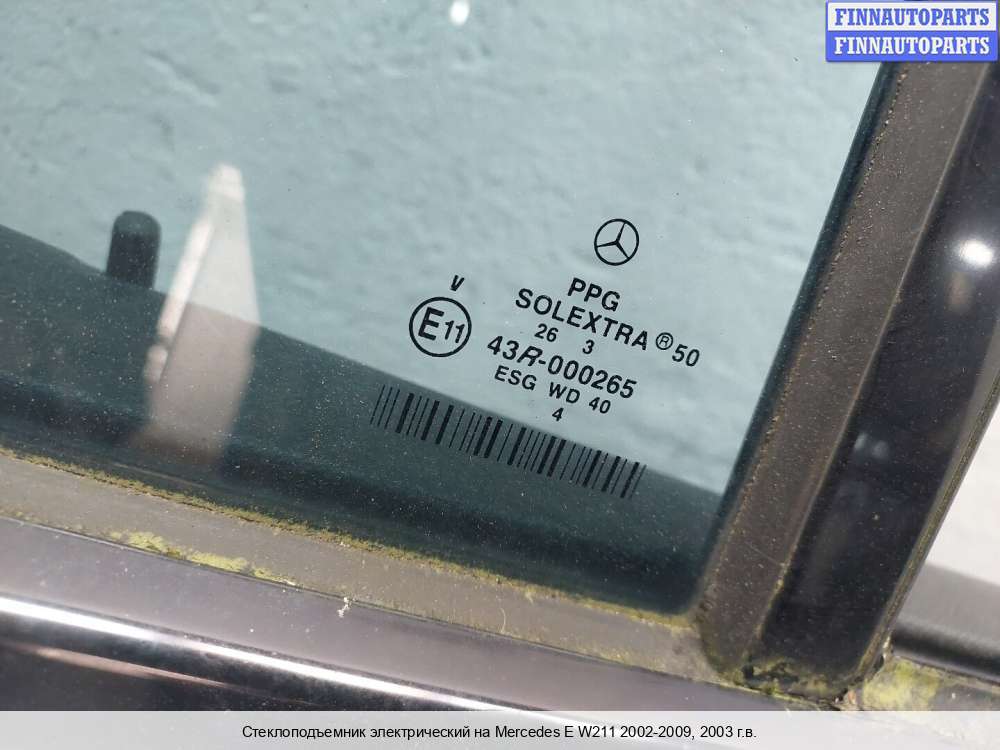 FINNAUTOPARTS
FINNAUTOPARTS
PPG
SOLEXTRA® 50
26 3
V
E11
43R-000265
ESG WD 40
4
Стеклоподъемник электрический на Mercedes E W211 2002-2009, 2003 г.в.